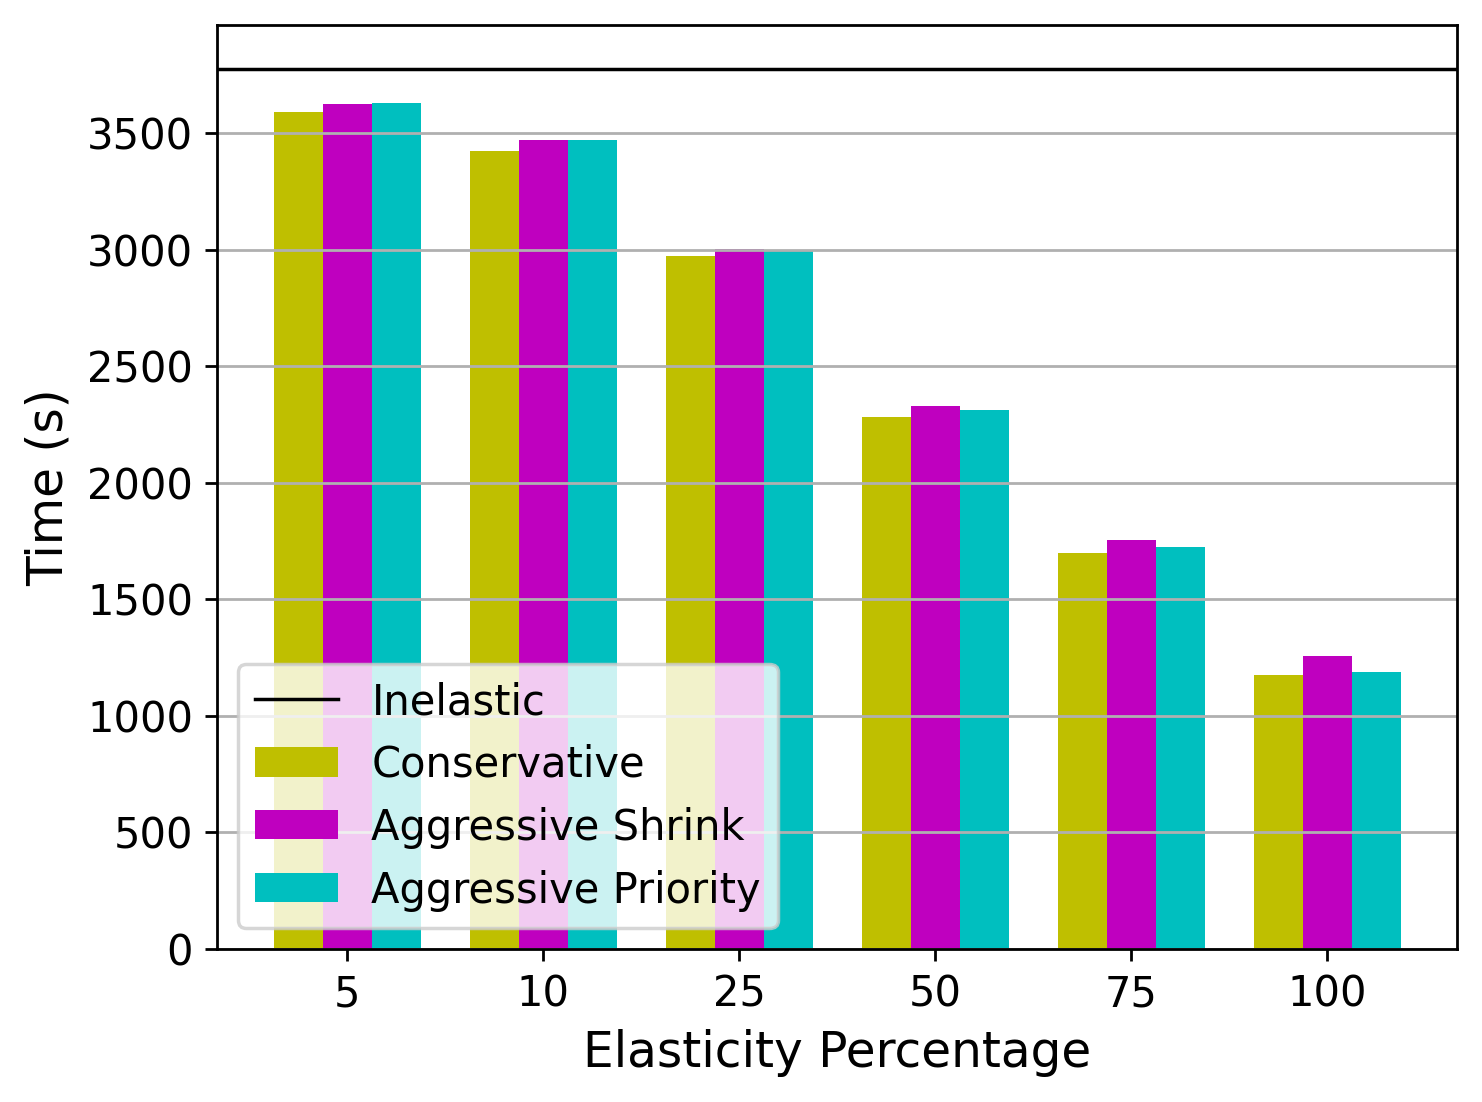 Time (s)
3500
3000
2500
2000
1500
1000
500
0
Inelastic
Conservative
Aggressive Shrink
Aggressive Priority
5 10 25 50 75 100
Elasticity Percentage